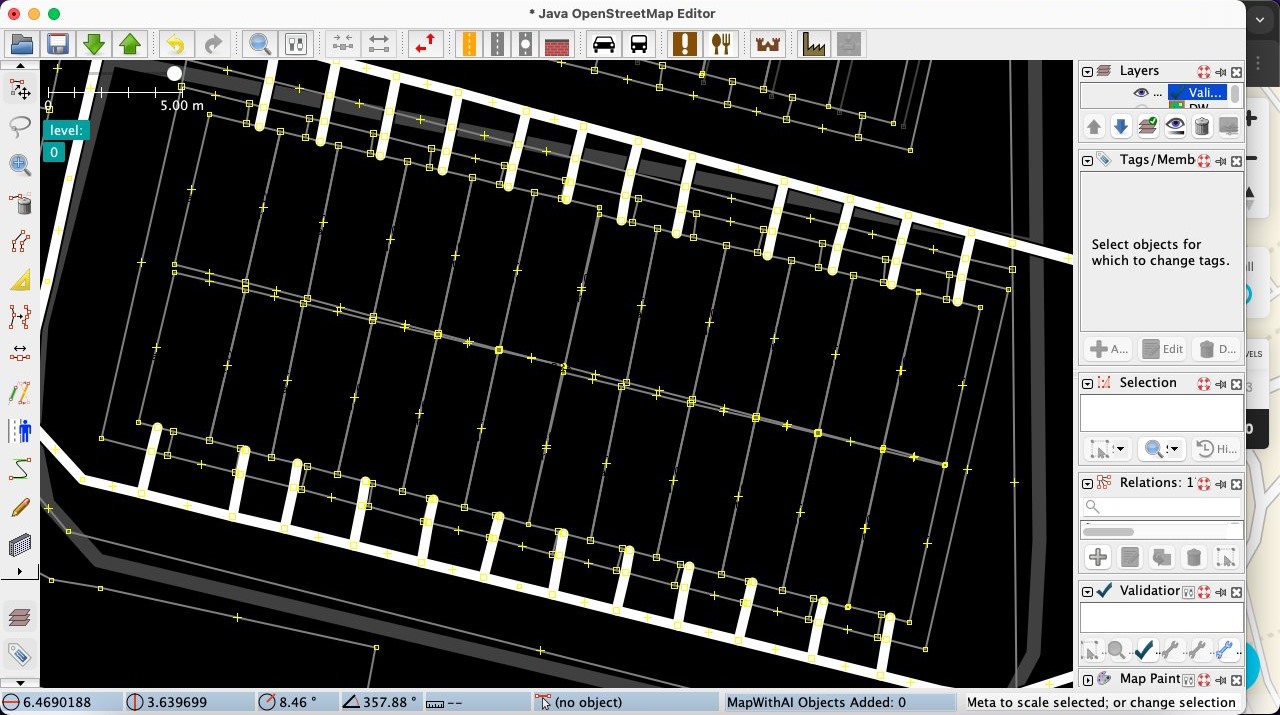 * Java OpenStreetMap Editor
0
5.00 m
level:
0
Layers
... Vali...
Tags/Memb
Select objects for
which to change tags.
A...
Edit
D...
Selection
Hi...
Relations: 1
Validation
Map Paint
6.4690188
3.639699
8.46 °
357.88 °
--
(no object)
MapWithAI Objects Added: 0
Meta to scale selected; or change selection